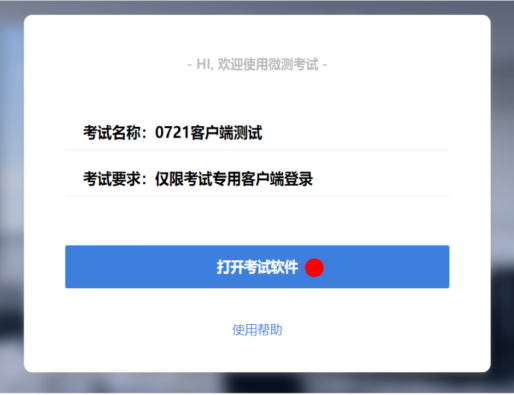 - HI, 欢迎使用微测考试 -
考试名称：0721客户端测试
考试要求：仅限考试专用客户端登录
打开考试软件
使用帮助